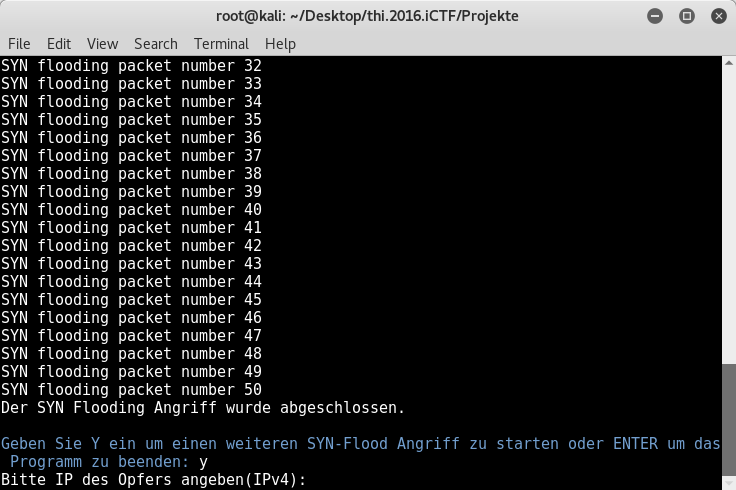 root@kali: ~/Desktop/thi.2016.iCTF/Projekte
File Edit View Search Terminal Help
SYN flooding packet number 32
SYN flooding packet number 33
SYN flooding packet number 34
SYN flooding packet number 35
SYN flooding packet number 36
SYN flooding packet number 37
SYN flooding packet number 38
SYN flooding packet number 39
SYN flooding packet number 40
SYN flooding packet number 41
SYN flooding packet number 42
SYN flooding packet number 43
SYN flooding packet number 44
SYN flooding packet number 45
SYN flooding packet number 46
SYN flooding packet number 47
SYN flooding packet number 48
SYN flooding packet number 49
SYN flooding packet number 50
Der SYN Flooding Angriff wurde abgeschlossen.
Geben Sie Y ein um einen weiteren SYN-Flood Angriff zu starten oder ENTER um das
Programm zu beenden: y
Bitte IP des Opfers angeben(IPv4):